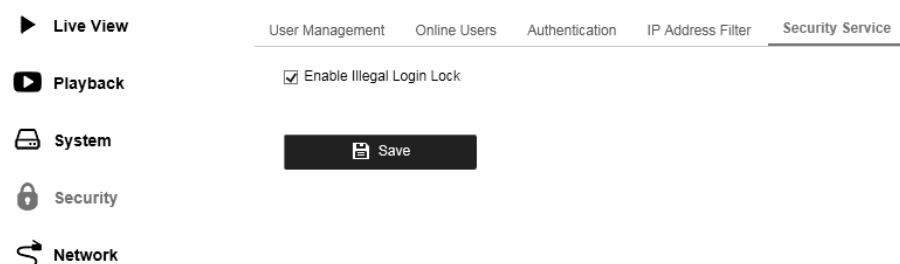 Live View
Playback
System
Security
Network
User Management Online Users Authentication IP Address Filter Security Service
Enable Illegal Login Lock
Save